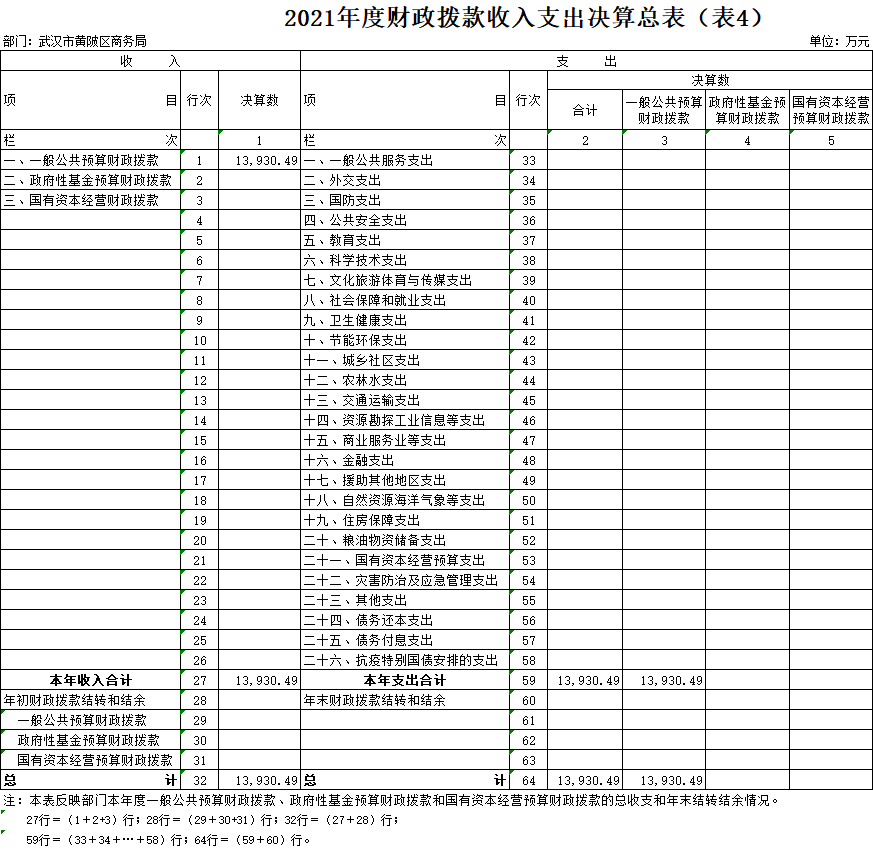 2021年度财政拨款收入支出决算总表（表4）
部门：武汉市黄陂区商务局 单位：万元
收 入 支 出
项 目 行次 决算数 项 目 行次 决算数
合计 一般公共预算财政拨款 政府性基金预算财政拨款 国有资本经营预算财政拨款
栏 次 1 栏 次 2 3 4 5
一、一般公共预算财政拨款 1 13,930.49 一、一般公共服务支出 33
二、政府性基金预算财政拨款 2 二、外交支出 34
三、国有资本经营财政拨款 3 三、国防支出 35
4 四、公共安全支出 36
5 五、教育支出 37
6 六、科学技术支出 38
7 七、文化旅游体育与传媒支出 39
8 八、社会保障和就业支出 40
9 九、卫生健康支出 41
10 十、节能环保支出 42
11 十一、城乡社区支出 43
12 十二、农林水支出 44
13 十三、交通运输支出 45
14 十四、资源勘探工业信息等支出 46
15 十五、商业服务业等支出 47
16 十六、金融支出 48
17 十七、援助其他地区支出 49
18 十八、自然资源海洋气象等支出 50
19 十九、住房保障支出 51
20 二十、粮油物资储备支出 52
21 二十一、国有资本经营预算支出 53
22 二十二、灾害防治及应急管理支出 54
23 二十三、其他支出 55
24 二十四、债务还本支出 56
25 二十五、债务付息支出 57
26 二十六、抗疫特别国债安排的支出 58
本年收入合计 27 13,930.49 本年支出合计 59 13,930.49 13,930.49
年初财政拨款结转和结余 28 年末财政拨款结转和结余 60
一般公共预算财政拨款 29 61
政府性基金预算财政拨款 30 62
国有资本经营预算财政拨款 31 63
总 计 32 13,930.49 总 计 64 13,930.49 13,930.49
注：本表反映部门本年度一般公共预算财政拨款、政府性基金预算财政拨款和国有资本经营预算财政拨款的总收支和年末结转结余情况。
27行＝（1＋2+3）行；28行＝（29＋30+31）行；32行＝（27＋28）行；
59行＝（33＋34＋…＋58）行；64行＝（59＋60）行。